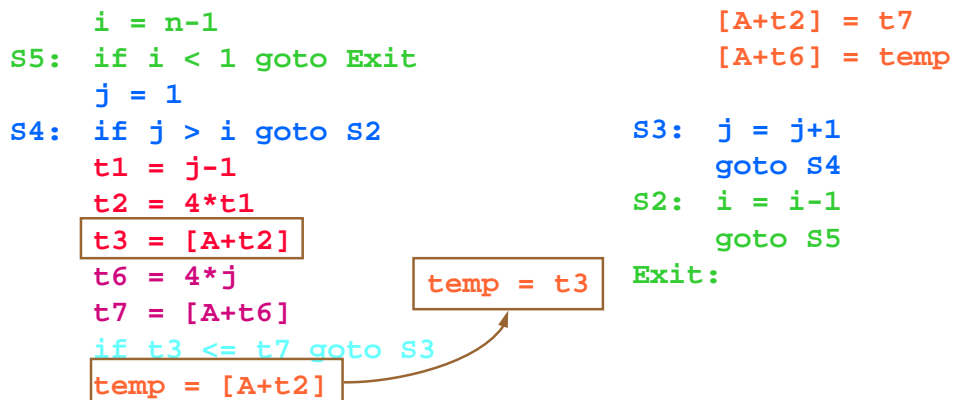 i = n-1
S5: if i < 1 goto Exit
j = 1
S4: if j > i goto S2
t1 = j-1
t2 = 4*t1
t3 = [A+t2]
t6 = 4*j
t7 = [A+t6]
if t3 <= t7 goto S3
temp = [A+t2]
temp = t3
[A+t2] = t7
[A+t6] = temp
S3: j = j+1
goto S4
S2: i = i-1
goto S5
Exit: